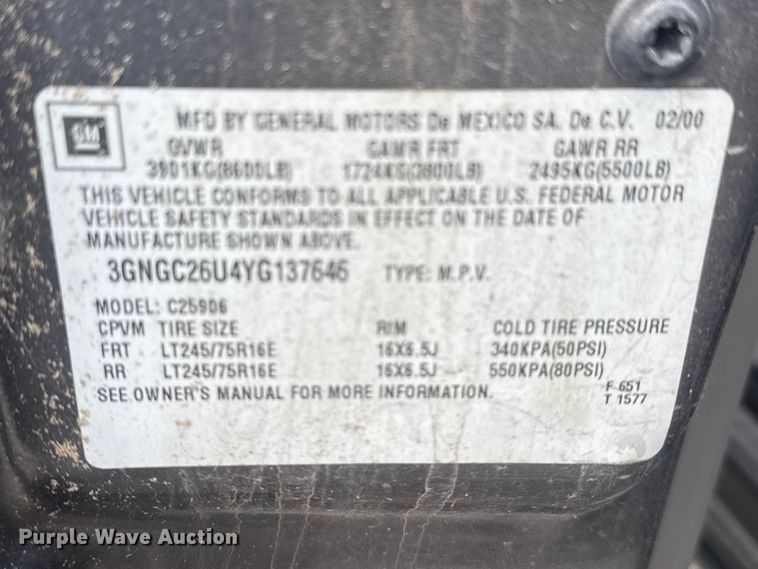 GM
MFD BY GENERAL MOTORS De MEXICO SA. De C.V. 02/00
GVWR GAWR FRT GAWR RR
3901KG(8600LB) 1724KG(3800LB) 2495KG(5500LB)
THIS VEHICLE CONFORMS TO ALL APPLICABLE U.S. FEDERAL MOTOR
VEHICLE SAFETY STANDARDS IN EFFECT ON THE DATE OF
MANUFACTURE SHOWN ABOVE.
3GNGC26U4YG137646 TYPE: M.P.V.
MODEL: C25906
CPVM TIRE SIZE RIM COLD TIRE PRESSURE
FRT LT245/75R16E 16X6.5J 340KPA(50PSI)
RR LT245/75R16E 16X6.5J 550KPA(80PSI)
SEE OWNER'S MANUAL FOR MORE INFORMATION.
F 651
T 1577
Purple Wave Auction